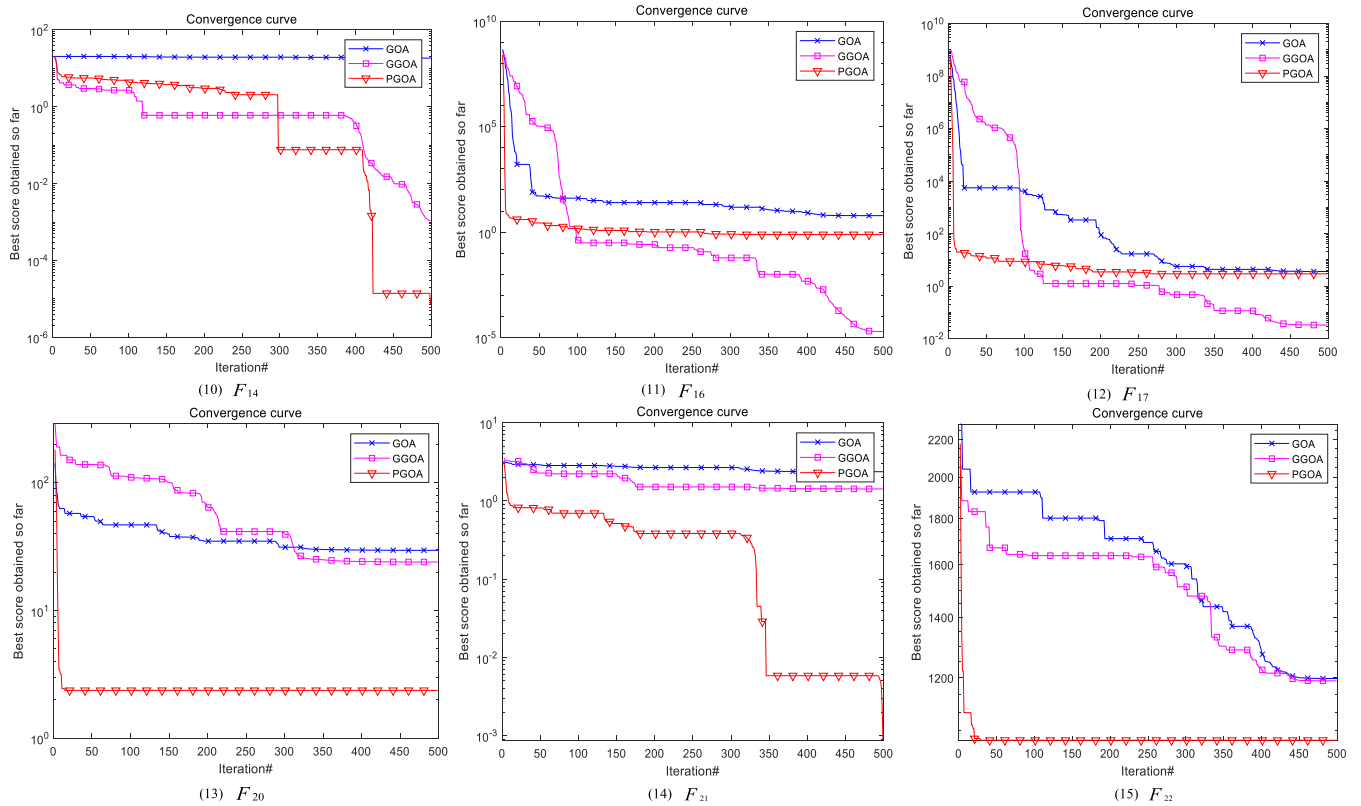 Convergence curve
Best score obtained so far
10^2
10^0
10^-2
10^-4
10^-6
GOA
GGOA
PGOA
0 50 100 150 200 250 300 350 400 450 500
Iteration#
(10) F14
Convergence curve
Best score obtained so far
10^10
10^5
10^0
10^-5
GOA
GGOA
PGOA
0 50 100 150 200 250 300 350 400 450 500
Iteration#
(11) F16
Convergence curve
Best score obtained so far
10^10
10^8
10^6
10^4
10^2
10^0
10^-2
GOA
GGOA
PGOA
0 50 100 150 200 250 300 350 400 450 500
Iteration#
(12) F17
Convergence curve
Best score obtained so far
10^2
10^1
10^0
GOA
GGOA
PGOA
0 50 100 150 200 250 300 350 400 450 500
Iteration#
(13) F20
Convergence curve
Best score obtained so far
10^1
10^0
10^-1
10^-2
10^-3
GOA
GGOA
PGOA
0 50 100 150 200 250 300 350 400 450 500
Iteration#
(14) F21
Convergence curve
Best score obtained so far
2200
2000
1800
1600
1400
1200
GOA
GGOA
PGOA
0 50 100 150 200 250 300 350 400 450 500
Iteration#
(15) F22